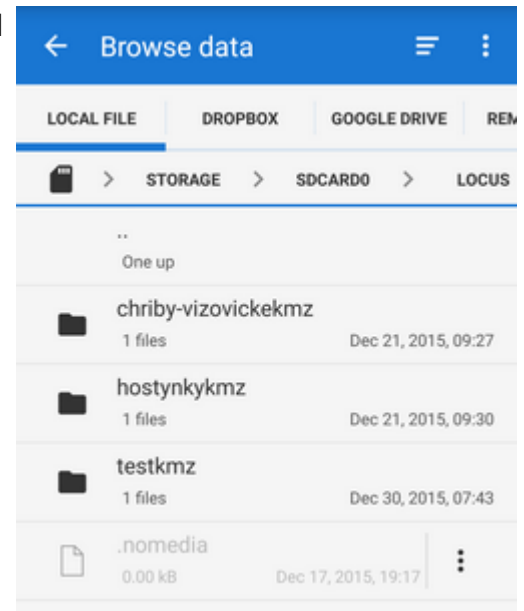 Browse data
LOCAL FILE DROPBOX GOOGLE DRIVE REM
STORAGE > SDCARD0 > LOCUS
..
One up
chriby-vizovickekmz
1 files Dec 21, 2015, 09:27
hostynkykmz
1 files Dec 21, 2015, 09:30
testkmz
1 files Dec 30, 2015, 07:43
.nomedia
0.00 kB Dec 17, 2015, 19:17